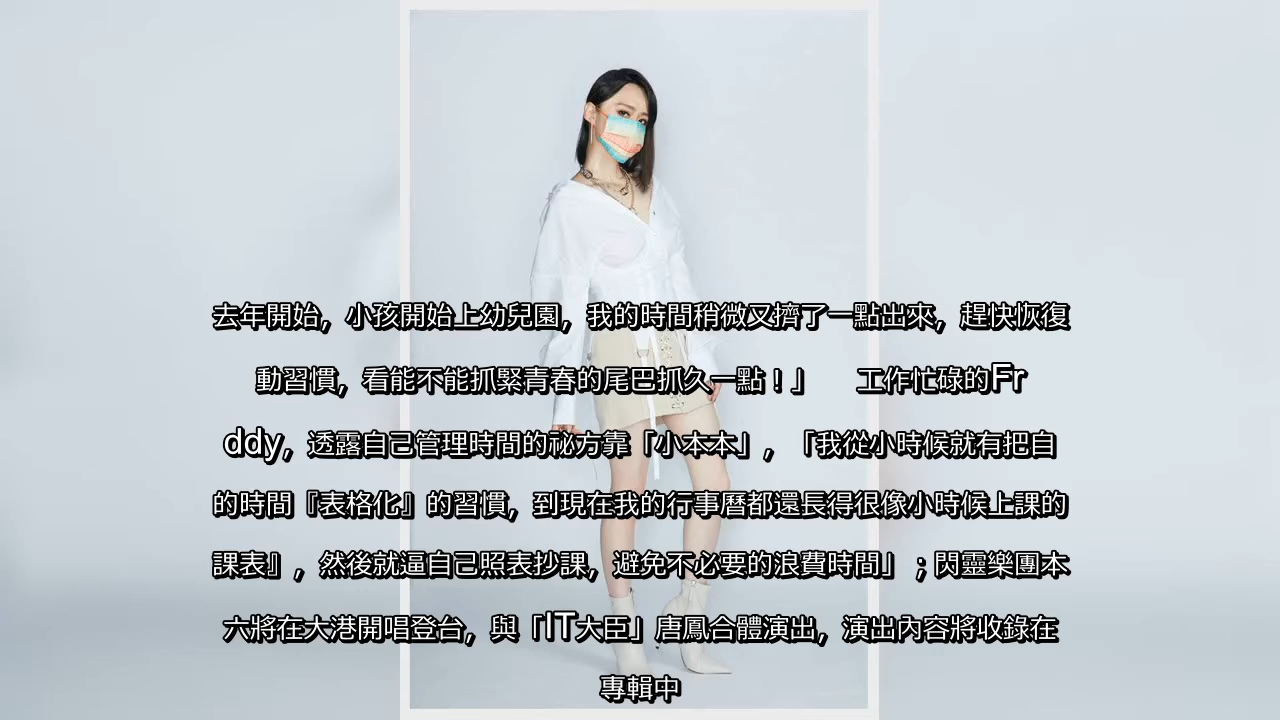 去年開始，小孩開始上幼兒園，我的時間稍微又擠了一點出來，趕快恢復
動習慣，看能不能抓緊青春的尾巴抓久一點！」　工作忙碌的Fr
ddy，透露自己管理時間的祕方靠「小本本」，「我從小時候就有把自
的時間『表格化』的習慣，到現在我的行事曆都還長得很像小時候上課的
課表』，然後就逼自己照表抄課，避免不必要的浪費時間」；閃靈樂團本
六將在大港開唱登台，與「IT大臣」唐鳳合體演出，演出內容將收錄在
專輯中